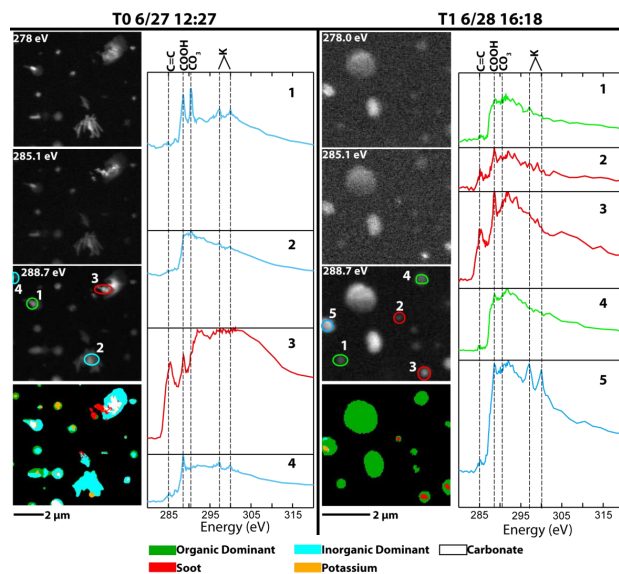 T0 6/27 12:27
T1 6/28 16:18
278 eV
C=C
COOH
CO3
K
1
285.1 eV
288.7 eV
4
1
3
2
2
3
4
2 μm
285 295 305 315
Energy (eV)
278.0 eV
C=C
COOH
CO3
K
1
285.1 eV
2
3
288.7 eV
4
5
2
1
3
4
5
2 μm
285 295 305 315
Energy (eV)
Organic Dominant
Inorganic Dominant
Carbonate
Soot
Potassium